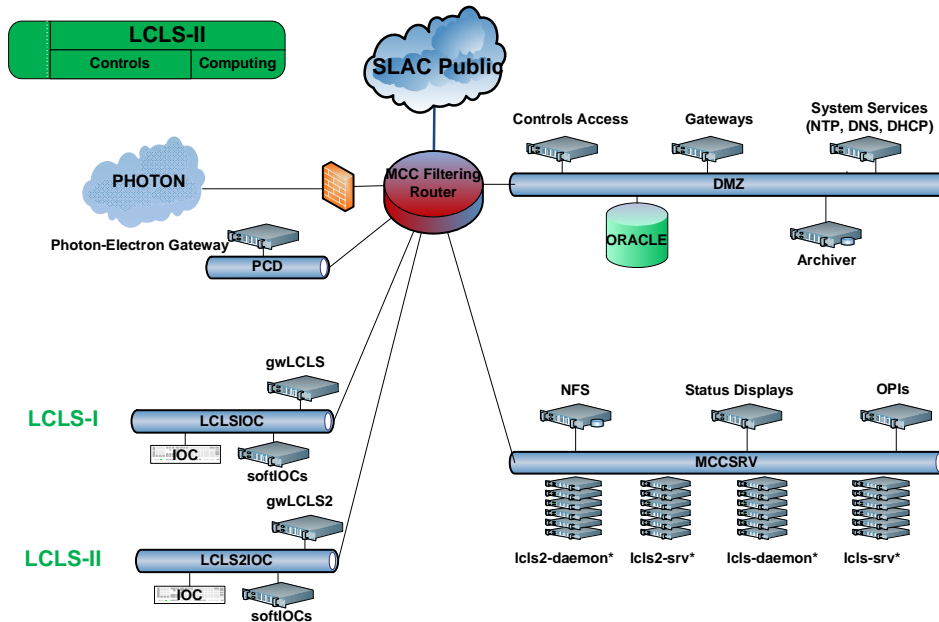 LCLS-II
Controls
Computing
SLAC Public
Controls Access
Gateways
System Services
(NTP, DNS, DHCP)
PHOTON
MCC Filtering
Router
DMZ
ORACLE
Archiver
Photon-Electron Gateway
PCD
gwLCLS
LCLS-I
LCLSIOC
IOC
softIOCs
NFS
Status Displays
OPIs
MCCSRV
lcls2-daemon*
lcls2-srv*
lcls-daemon*
lcls-srv*
gwLCLS2
LCLS-II
LCLS2IOC
IOC
softIOCs